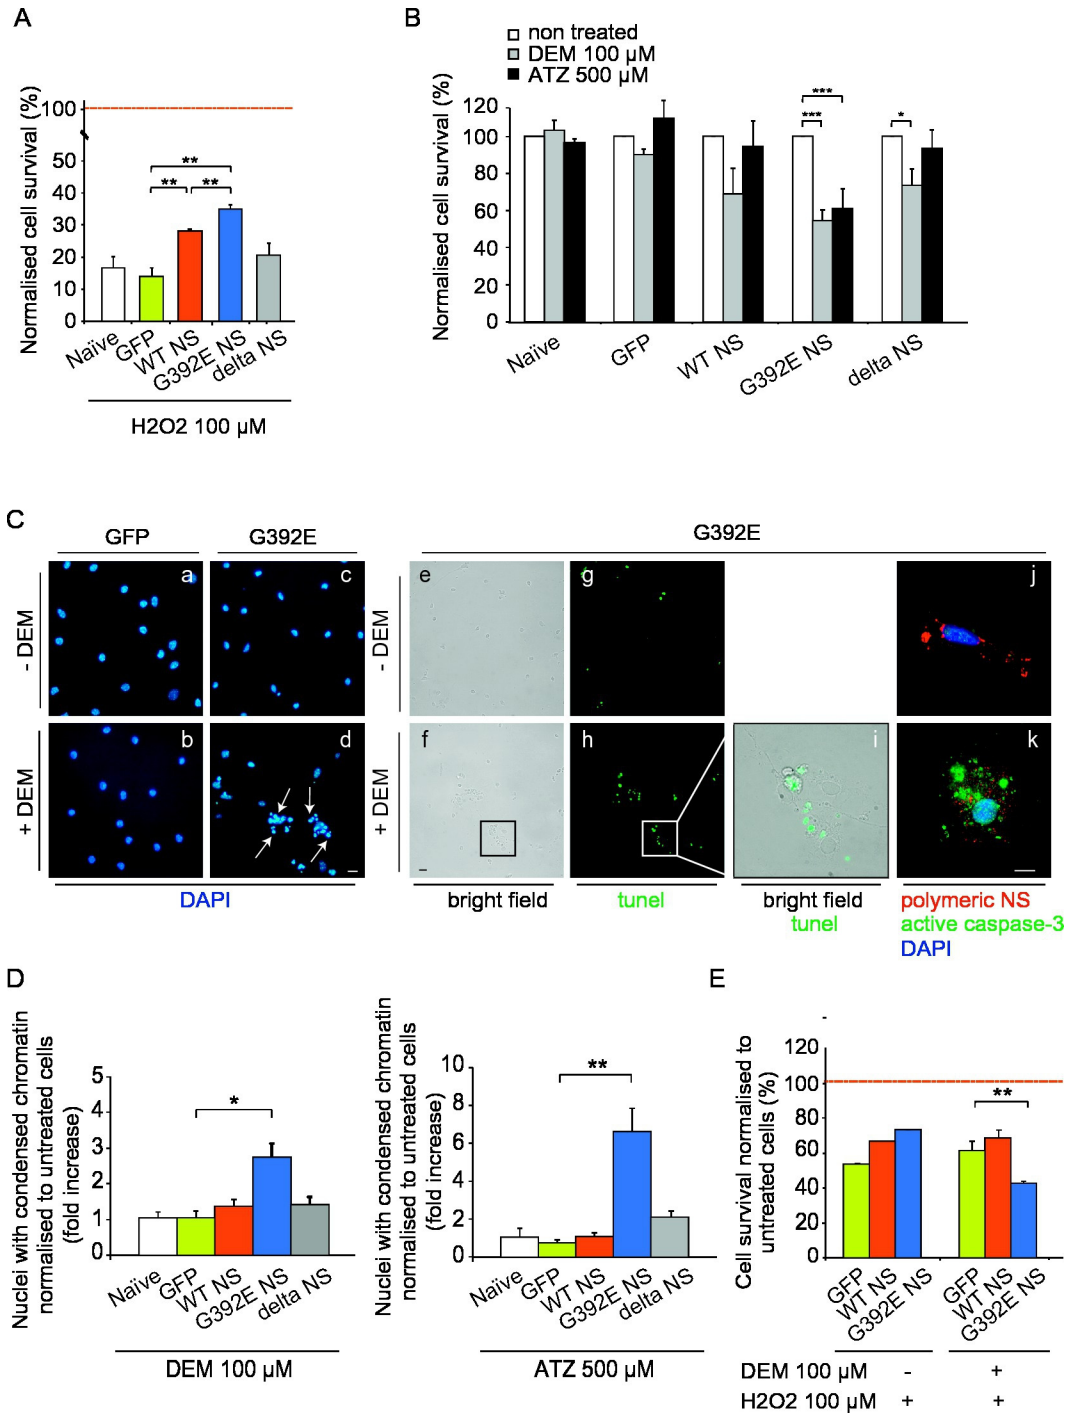 A
Normalised cell survival (%)
100
50
40
30
20
10
0
** 
** **
Naïve GFP WT NS G392E NS delta NS
H2O2 100 µM
B
non treated
DEM 100 µM
ATZ 500 µM
Normalised cell survival (%)
120
100
80
60
40
20
0
***
*** *
Naïve GFP WT NS G392E NS delta NS
C
GFP G392E G392E
- DEM a c - DEM e g j
+ DEM b d + DEM f h i k
DAPI bright field tunel bright field polymeric NS
tunel active caspase-3
DAPI
D
Nuclei with condensed chromatin
normalised to untreated cells
(fold increase)
5
4
3
2
1
0
*
Naïve GFP WT NS G392E NS delta NS
DEM 100 µM
Nuclei with condensed chromatin
normalised to untreated cells
(fold increase)
10
8
6
4
2
0
**
Naïve GFP WT NS G392E NS delta NS
ATZ 500 µM
E
-
Cell survival normalised to
untreated cells (%)
120
100
80
60
40
20
0
**
GFP WT NS G392E NS GFP WT NS G392E NS
DEM 100 µM - +
H2O2 100 µM + +